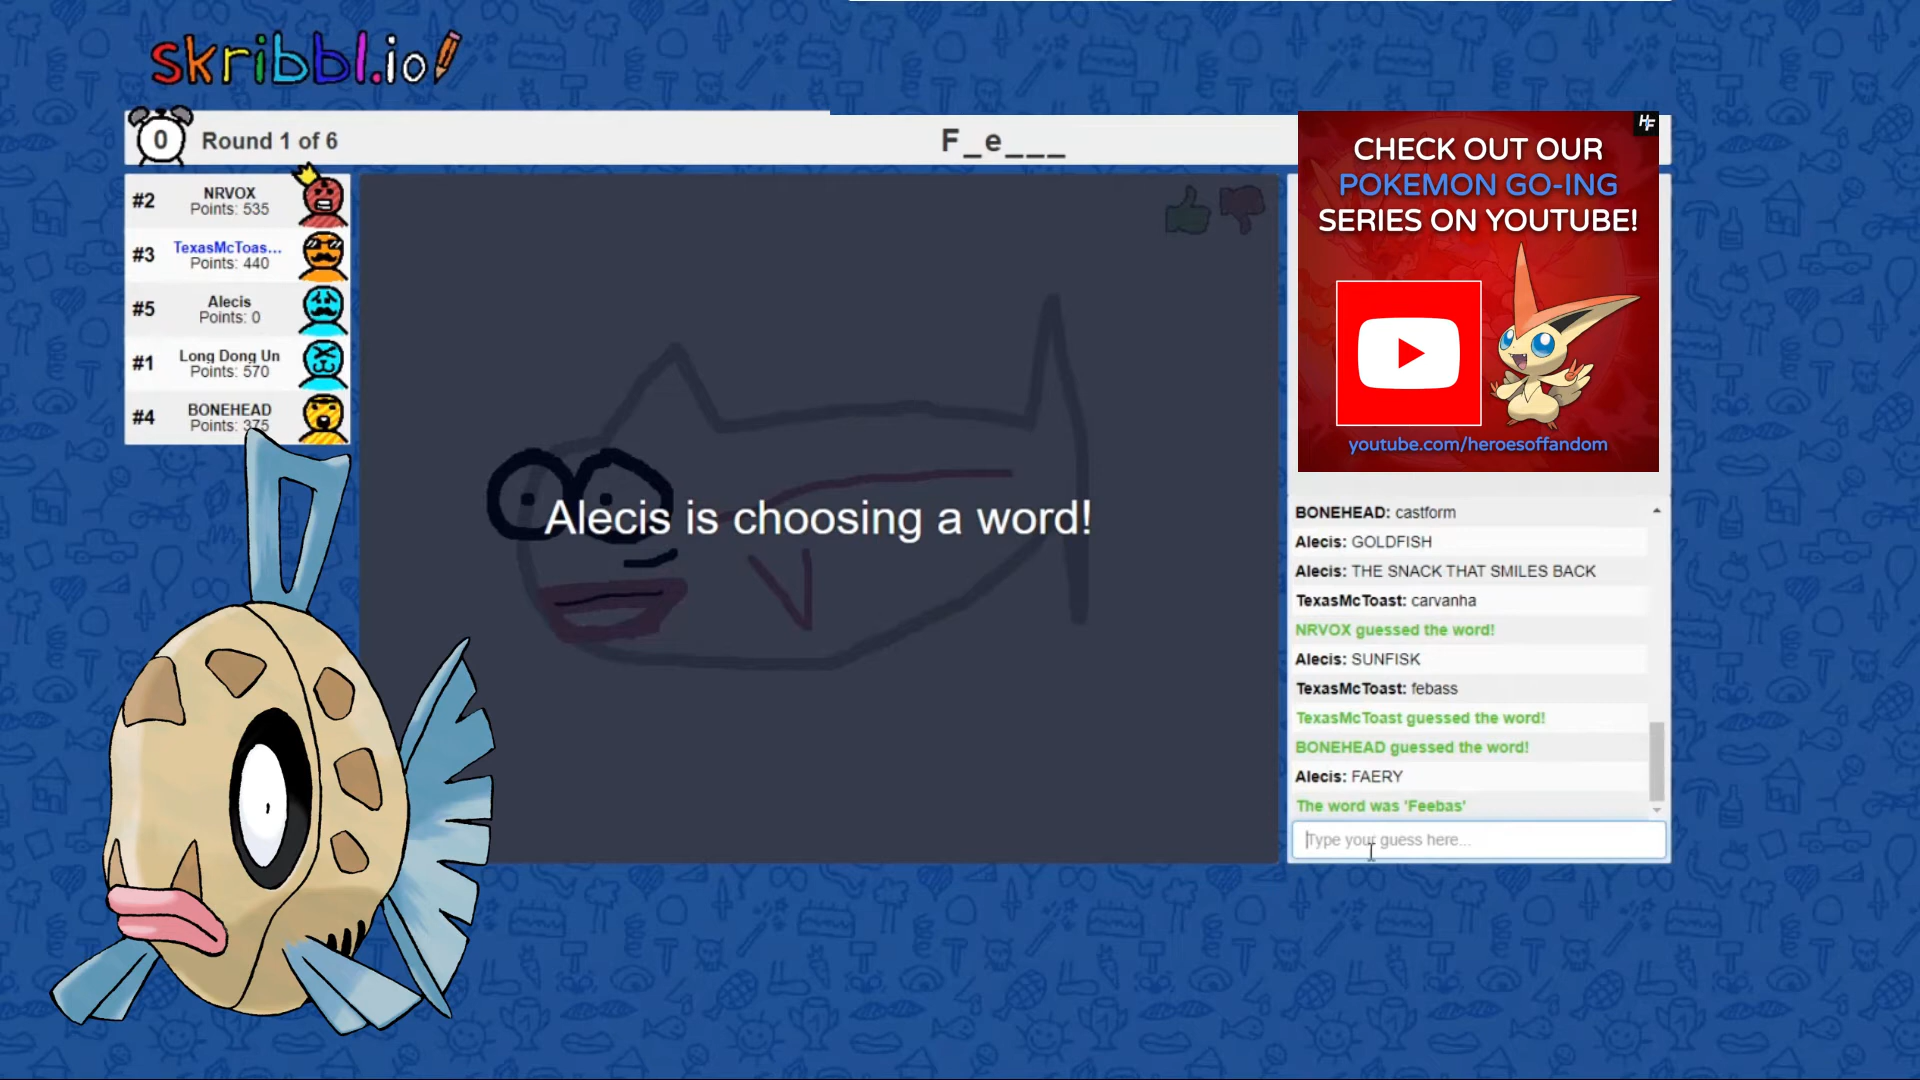 skribbl.io
0
Round 1 of 6
F_e___
#2
NRVOX
Points: 535
#3
TexasMcToas...
Points: 440
#5
Alecis
Points: 0
#1
Long Dong Un
Points: 570
#4
BONEHEAD
Points: 375
Alecis is choosing a word!
HF
CHECK OUT OUR
POKEMON GO-ING
SERIES ON YOUTUBE!
youtube.com/heroesoffandom
BONEHEAD: castform
Alecis: GOLDFISH
Alecis: THE SNACK THAT SMILES BACK
TexasMcToast: carvanha
NRVOX guessed the word!
Alecis: SUNFISK
TexasMcToast: febass
TexasMcToast guessed the word!
BONEHEAD guessed the word!
Alecis: FAERY
The word was 'Feebas'
Type your guess here...